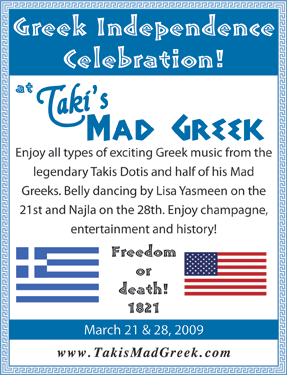 Greek Independence
Celebration!
at Taki's
Mad Greek
Enjoy all types of exciting Greek music from the
legendary Takis Dotis and half of his Mad
Greeks. Belly dancing by Lisa Yasmeen on the
21st and Najla on the 28th. Enjoy champagne,
entertainment and history!
Freedom
or
death!
1821
March 21 & 28, 2009
www.TakisMadGreek.com